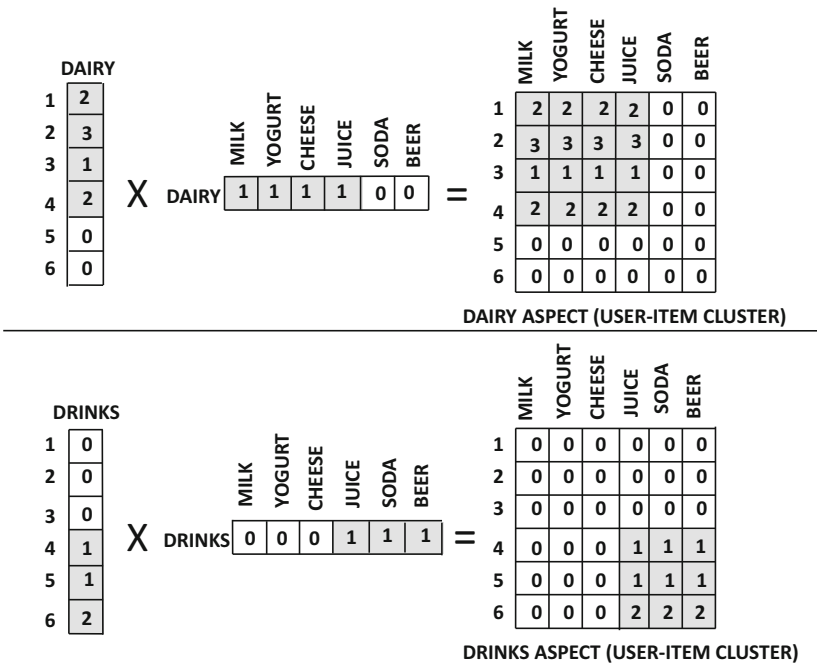 DAIRY
1 2
2 3
3 1
4 2
5 0
6 0
X
MILK YOGURT CHEESE JUICE SODA BEER
DAIRY 1 1 1 1 0 0
=
MILK YOGURT CHEESE JUICE SODA BEER
1 2 2 2 2 0 0
2 3 3 3 3 0 0
3 1 1 1 1 0 0
4 2 2 2 2 0 0
5 0 0 0 0 0 0
6 0 0 0 0 0 0
DAIRY ASPECT (USER-ITEM CLUSTER)
DRINKS
1 0
2 0
3 0
4 1
5 1
6 2
X
MILK YOGURT CHEESE JUICE SODA BEER
DRINKS 0 0 0 1 1 1
=
MILK YOGURT CHEESE JUICE SODA BEER
1 0 0 0 0 0 0
2 0 0 0 0 0 0
3 0 0 0 0 0 0
4 0 0 0 1 1 1
5 0 0 0 1 1 1
6 0 0 0 2 2 2
DRINKS ASPECT (USER-ITEM CLUSTER)